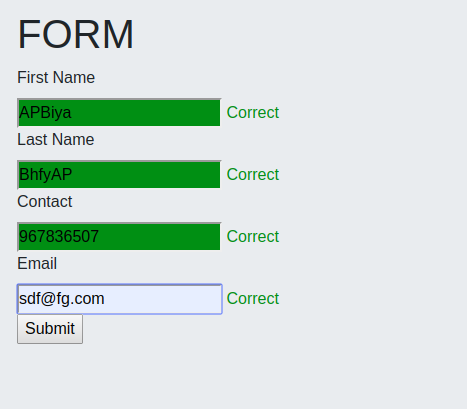 FORM
First Name
APBiya Correct
Last Name
BhfyAP Correct
Contact
967836507 Correct
Email
sdf@fg.com Correct
Submit